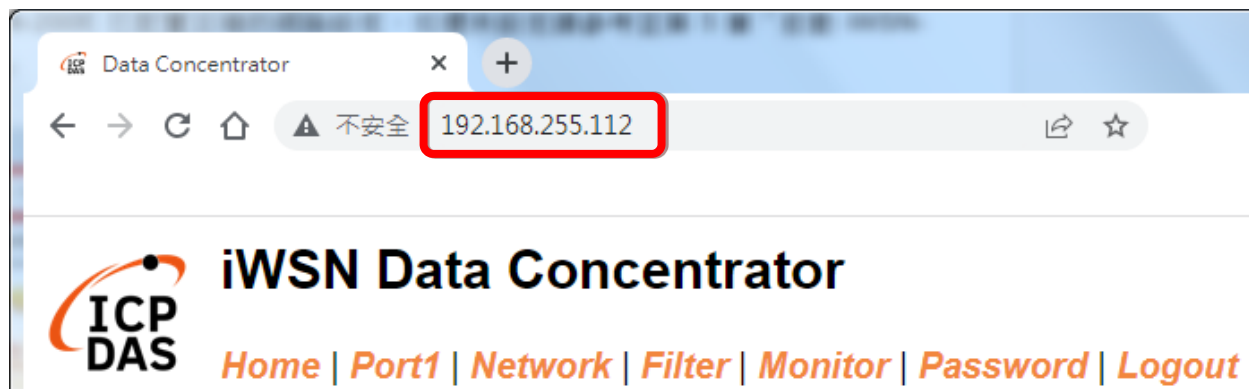 Data Concentrator
不安全 192.168.255.112
ICP
DAS
iWSN Data Concentrator
Home | Port1 | Network | Filter | Monitor | Password | Logout